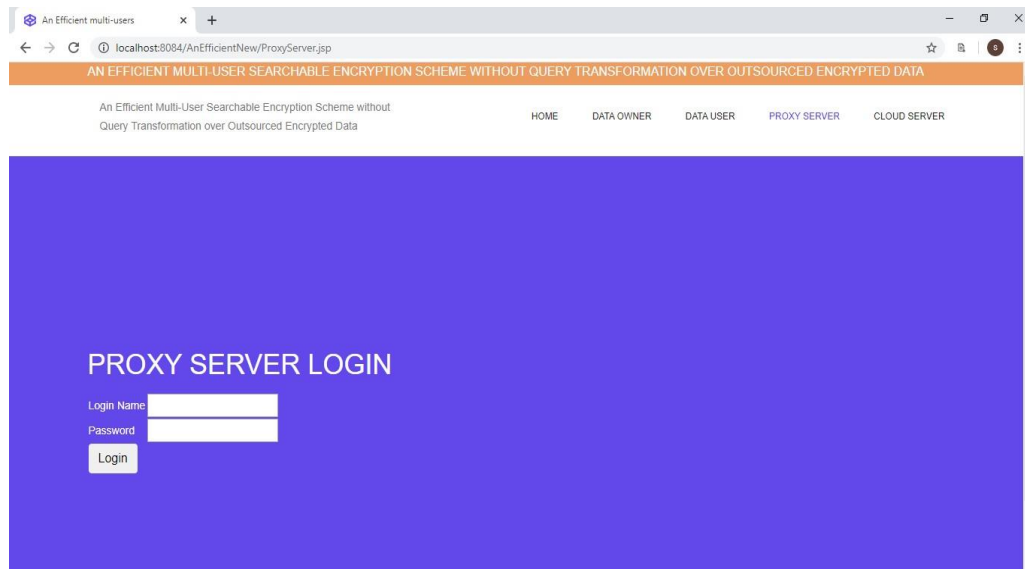 An Efficient multi-users
localhost:8084/AnEfficientNew/ProxyServer.jsp
S
AN EFFICIENT MULTI-USER SEARCHABLE ENCRYPTION SCHEME WITHOUT QUERY TRANSFORMATION OVER OUTSOURCED ENCRYPTED DATA
An Efficient Multi-User Searchable Encryption Scheme without
Query Transformation over Outsourced Encrypted Data
HOME DATA OWNER DATA USER PROXY SERVER CLOUD SERVER
PROXY SERVER LOGIN
Login Name
Password
Login